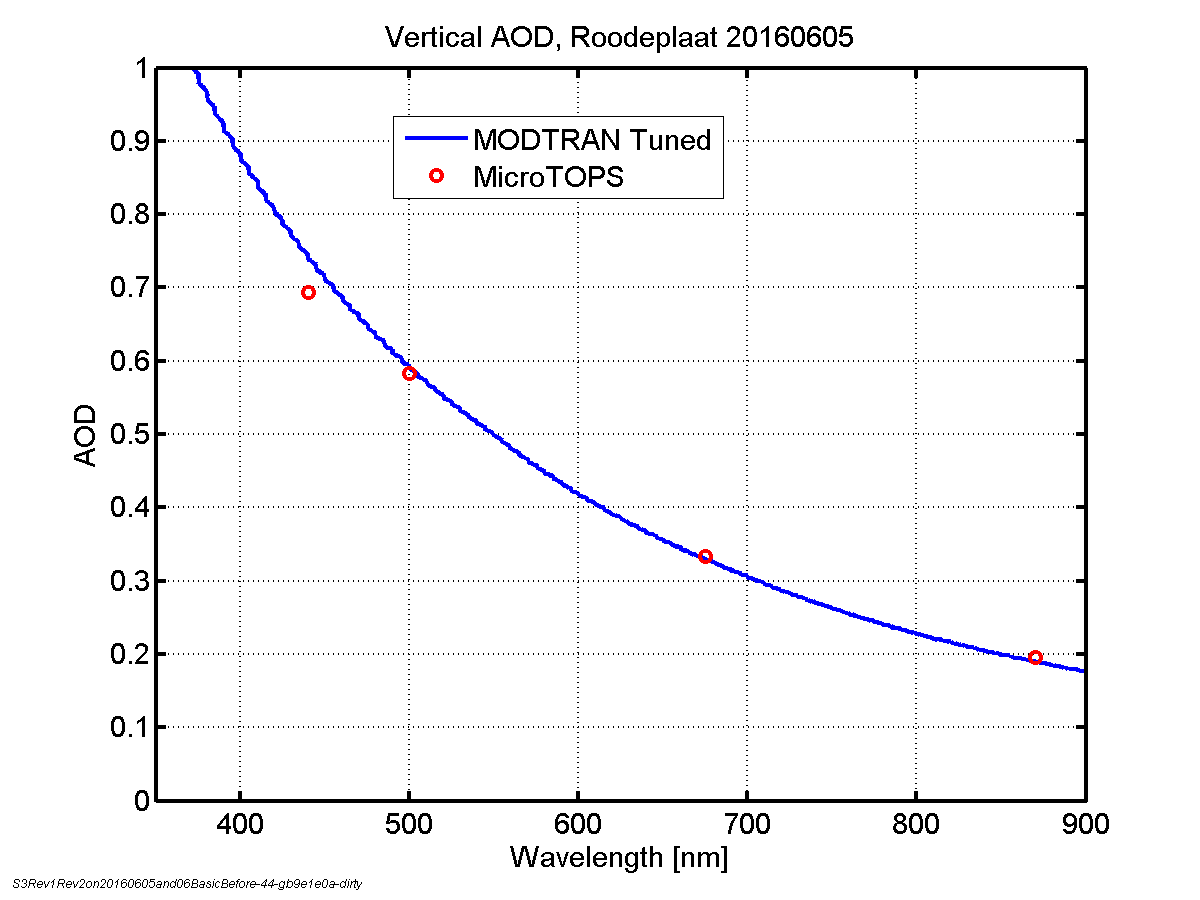 Vertical AOD, Roodeplaat 20160605
1
0.9
0.8
0.7
0.6
0.5
0.4
0.3
0.2
0.1
0
AOD
MODTRAN Tuned
MicroTOPS
400 500 600 700 800 900
Wavelength [nm]
S3Rev1Rev2on20160605and06BasicBefore-44-gb9e1e0a-dirty